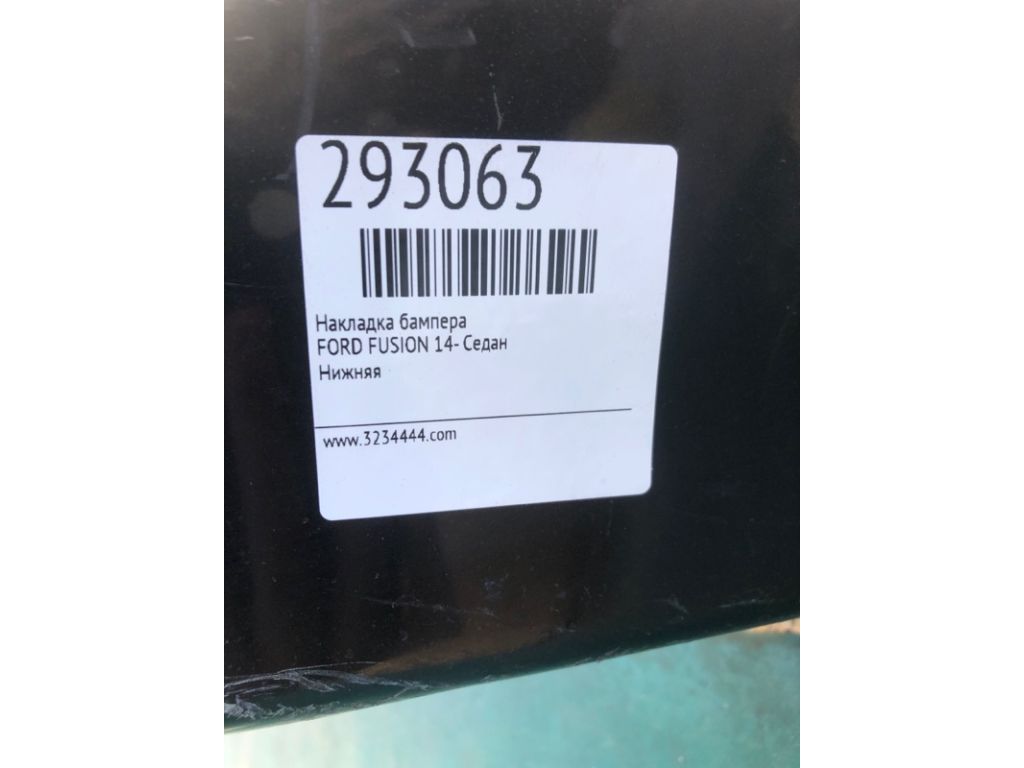 293063
Накладка бампера
FORD FUSION 14- Седан
Нижняя
www.3234444.com